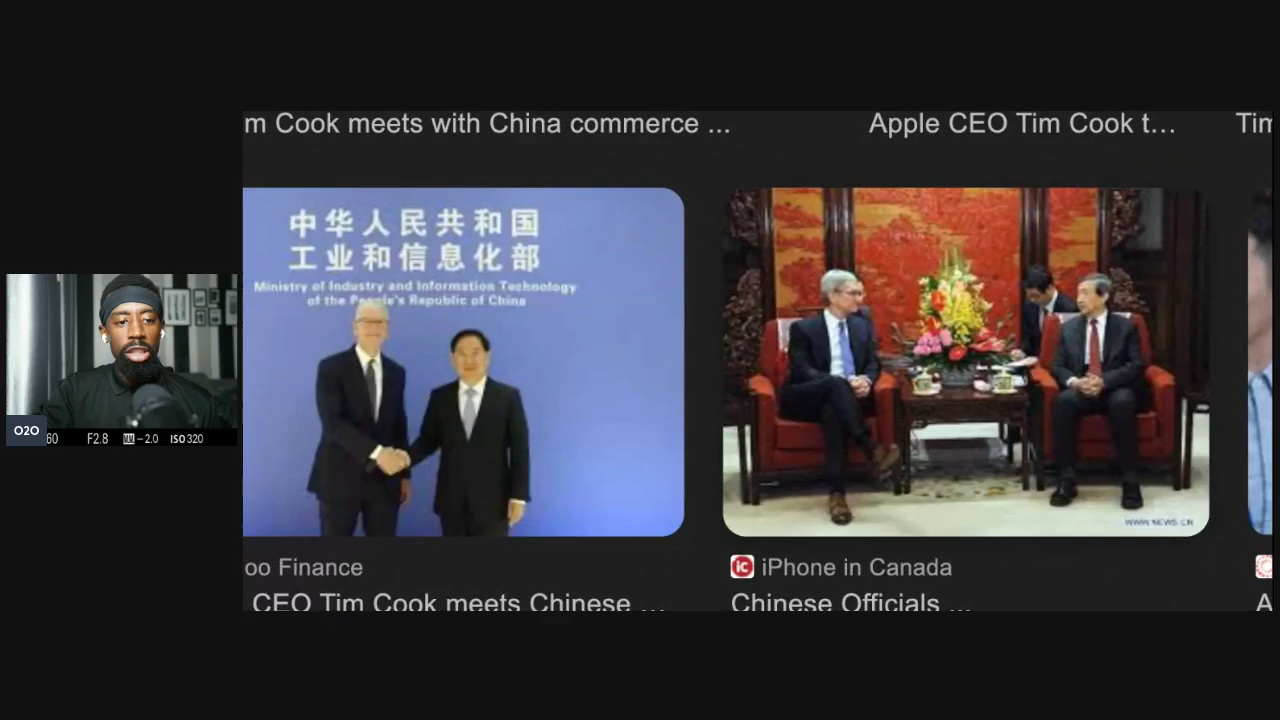 m Cook meets with China commerce ...
Apple CEO Tim Cook t...
Tim
中华人民共和国
工业和信息化部
Ministry of Industry and Information Technology
of the People's Republic of China
WWW.NEWS.CN
O2O
60 F2.8 -2.0 ISO 320
oo Finance
iC iPhone in Canada
CEO Tim Cook meets Chinese ...
Chinese Officials ...
A